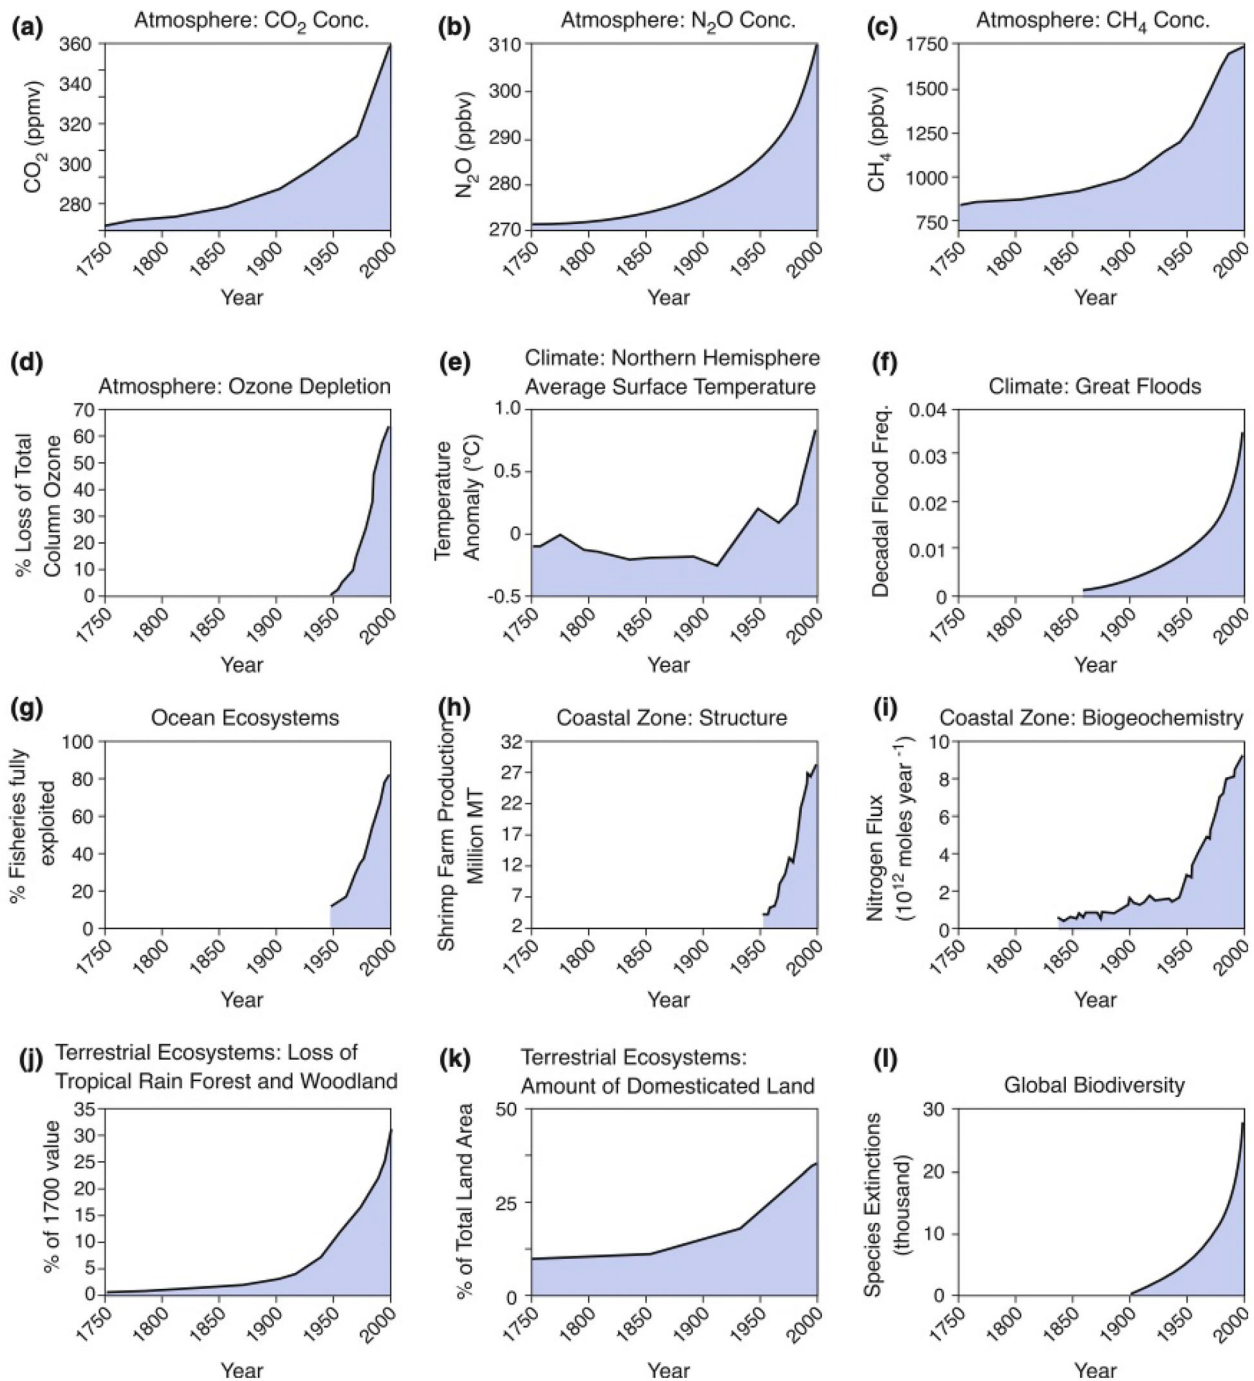 (a) Atmosphere: CO2 Conc.
CO2 (ppmv)
360
340
320
300
280
1750 1800 1850 1900 1950 2000
Year
(b) Atmosphere: N2O Conc.
N2O (ppbv)
310
300
290
280
270
1750 1800 1850 1900 1950 2000
Year
(c) Atmosphere: CH4 Conc.
CH4 (ppbv)
1750
1500
1250
1000
750
1750 1800 1850 1900 1950 2000
Year
(d)
Atmosphere: Ozone Depletion
% Loss of Total
Column Ozone
70
60
50
40
30
20
10
0
1750 1800 1850 1900 1950 2000
Year
(e) Climate: Northern Hemisphere
Average Surface Temperature
Temperature
Anomaly (°C)
1.0
0.5
0
-0.5
1750 1800 1850 1900 1950 2000
Year
(f)
Climate: Great Floods
Decadal Flood Freq.
0.04
0.03
0.02
0.01
0
1750 1800 1850 1900 1950 2000
Year
(g)
Ocean Ecosystems
% Fisheries fully
exploited
100
80
60
40
20
0
1750 1800 1850 1900 1950 2000
Year
(h)
Coastal Zone: Structure
Shrimp Farm Production
Million MT
32
27
22
17
12
7
2
1750 1800 1850 1900 1950 2000
Year
(i)
Coastal Zone: Biogeochemistry
Nitrogen Flux
(10^12 moles year -1)
10
8
6
4
2
0
1750 1800 1850 1900 1950 2000
Year
(j) Terrestrial Ecosystems: Loss of
Tropical Rain Forest and Woodland
% of 1700 value
35
30
25
20
15
10
5
0
1750 1800 1850 1900 1950 2000
Year
(k) Terrestrial Ecosystems:
Amount of Domesticated Land
% of Total Land Area
50
25
0
1750 1800 1850 1900 1950 2000
Year
(l)
Global Biodiversity
Species Extinctions
(thousand)
30
20
10
0
1750 1800 1850 1900 1950 2000
Year